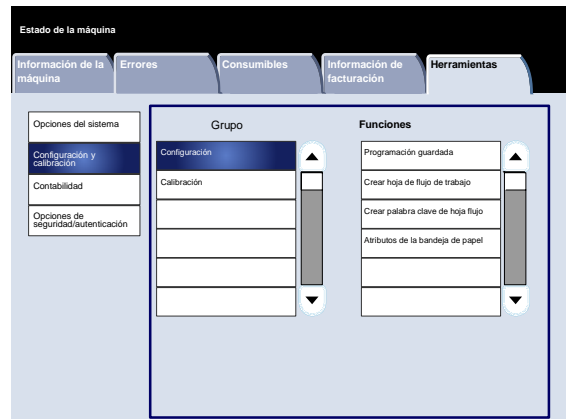 Estado de la máquina
Información de la
máquina
Errores
Consumibles
Información de
facturación
Herramientas
Opciones del sistema
Configuración y
calibración
Contabilidad
Opciones de
seguridad/autenticación
Grupo
Configuración
Calibración
Funciones
Programación guardada
Crear hoja de flujo de trabajo
Crear palabra clave de hoja flujo
Atributos de la bandeja de papel